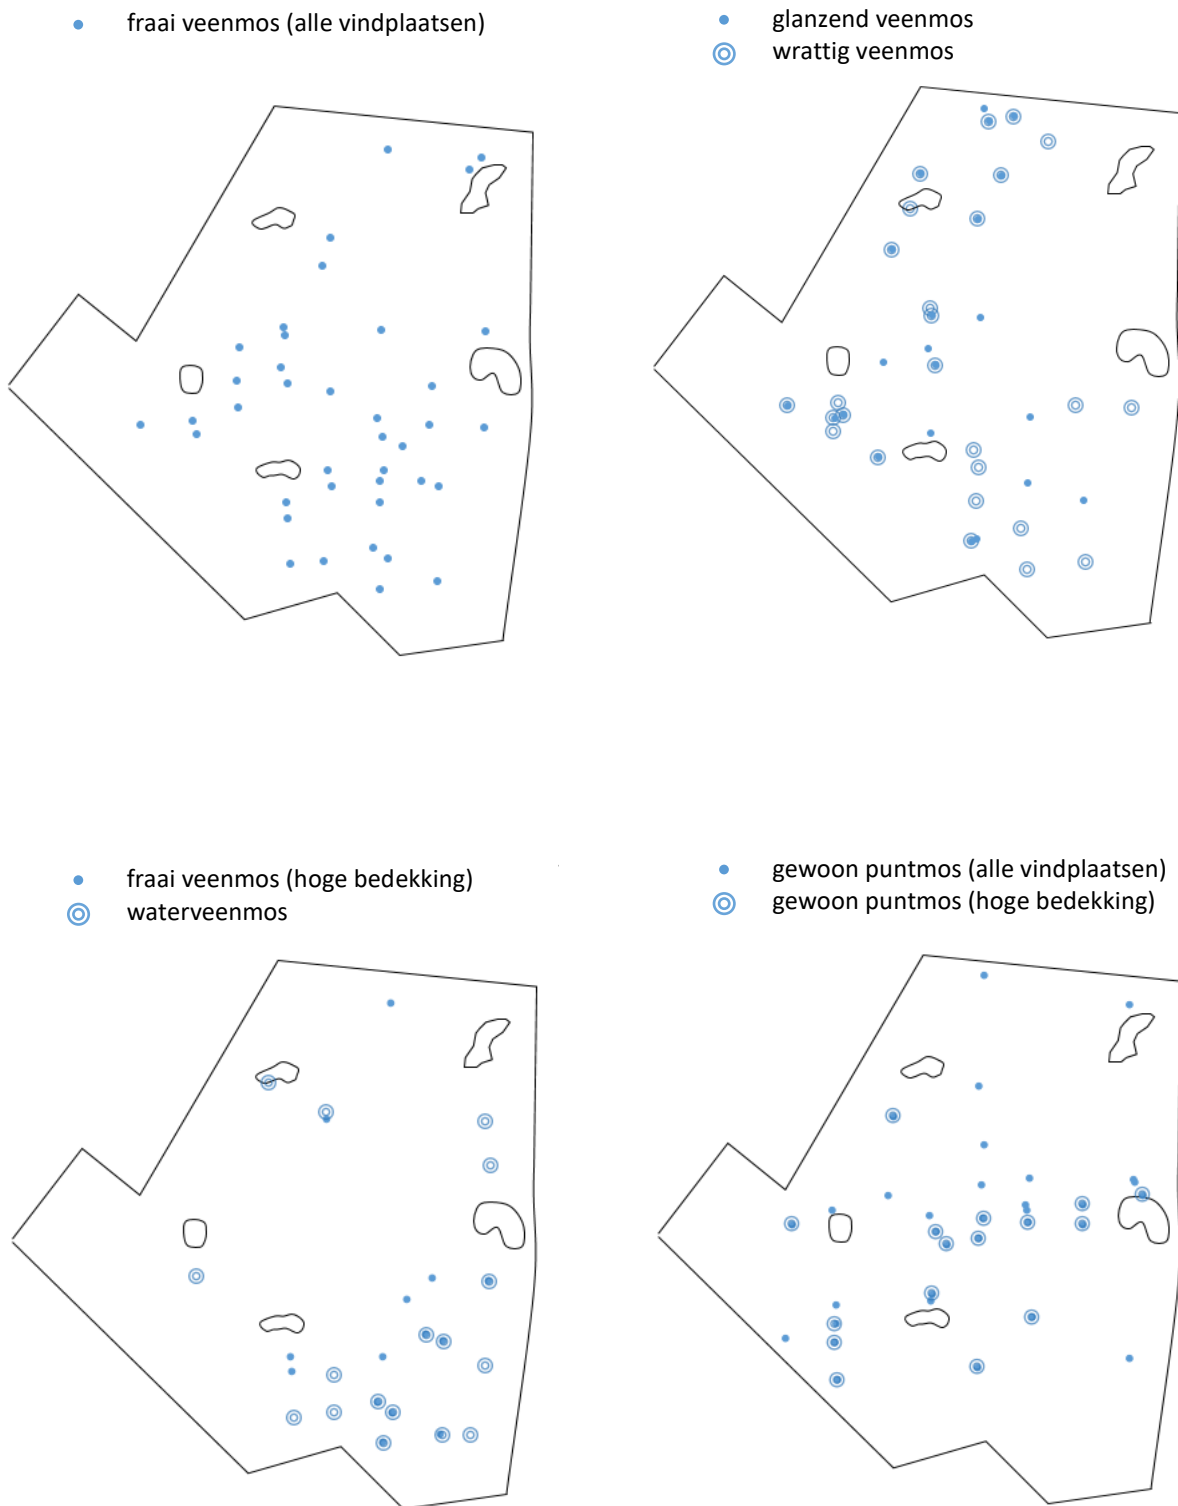 fraai veenmos (alle vindplaatsen)
glanzend veenmos
wrattig veenmos
fraai veenmos (hoge bedekking)
waterveenmos
gewoon puntmos (alle vindplaatsen)
gewoon puntmos (hoge bedekking)